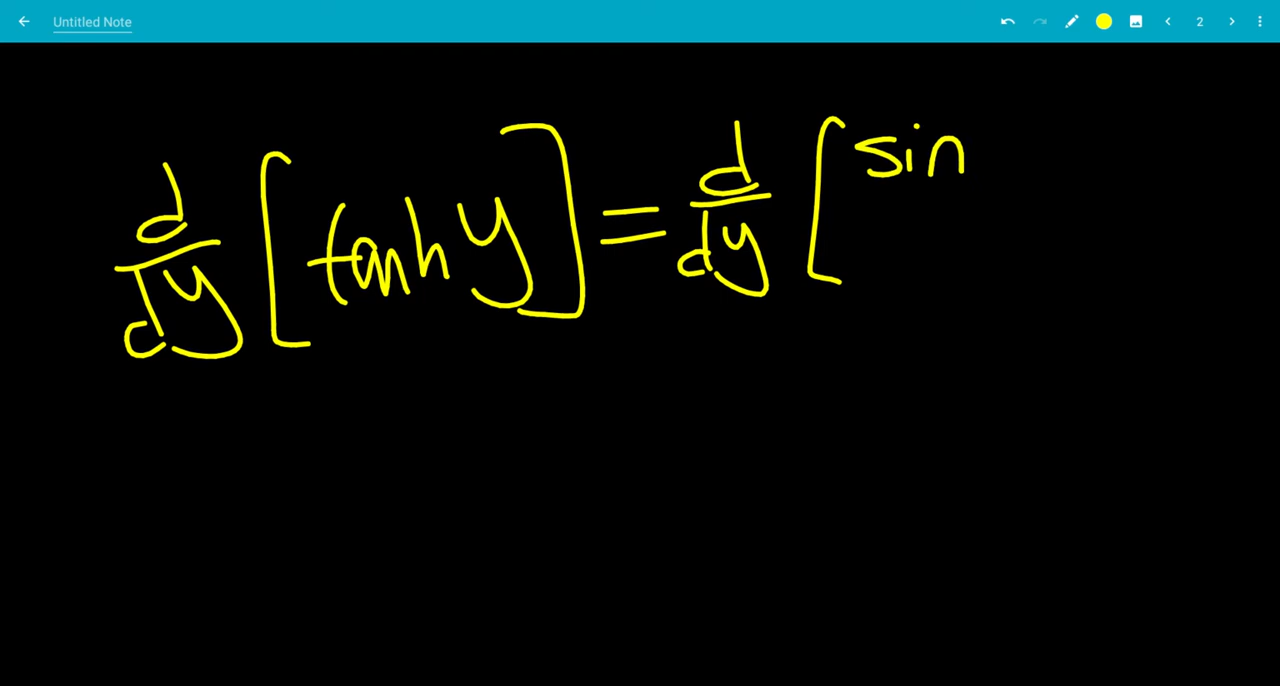 Untitled Note
2
d/dy [tanh y] = d/dy [sin